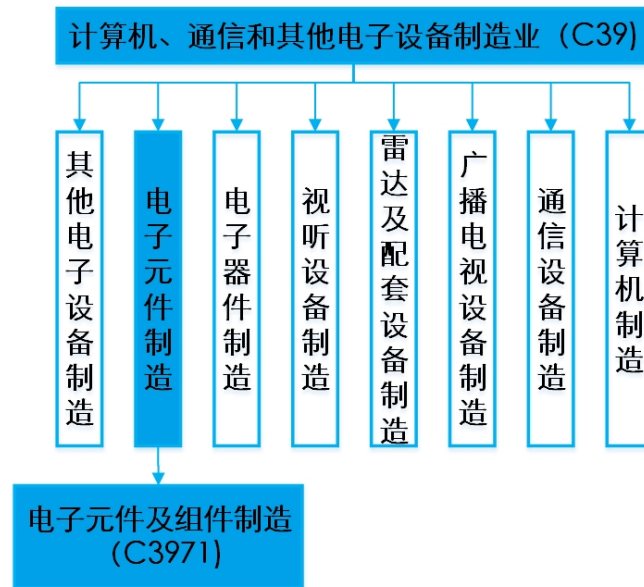 计算机、通信和其他电子设备制造业（C39)
其他电子设备制造
电子元件制造
电子器件制造
视听设备制造
雷达及配套设备制造
广播电视设备制造
通信设备制造
计算机制造
电子元件及组件制造
（C3971)